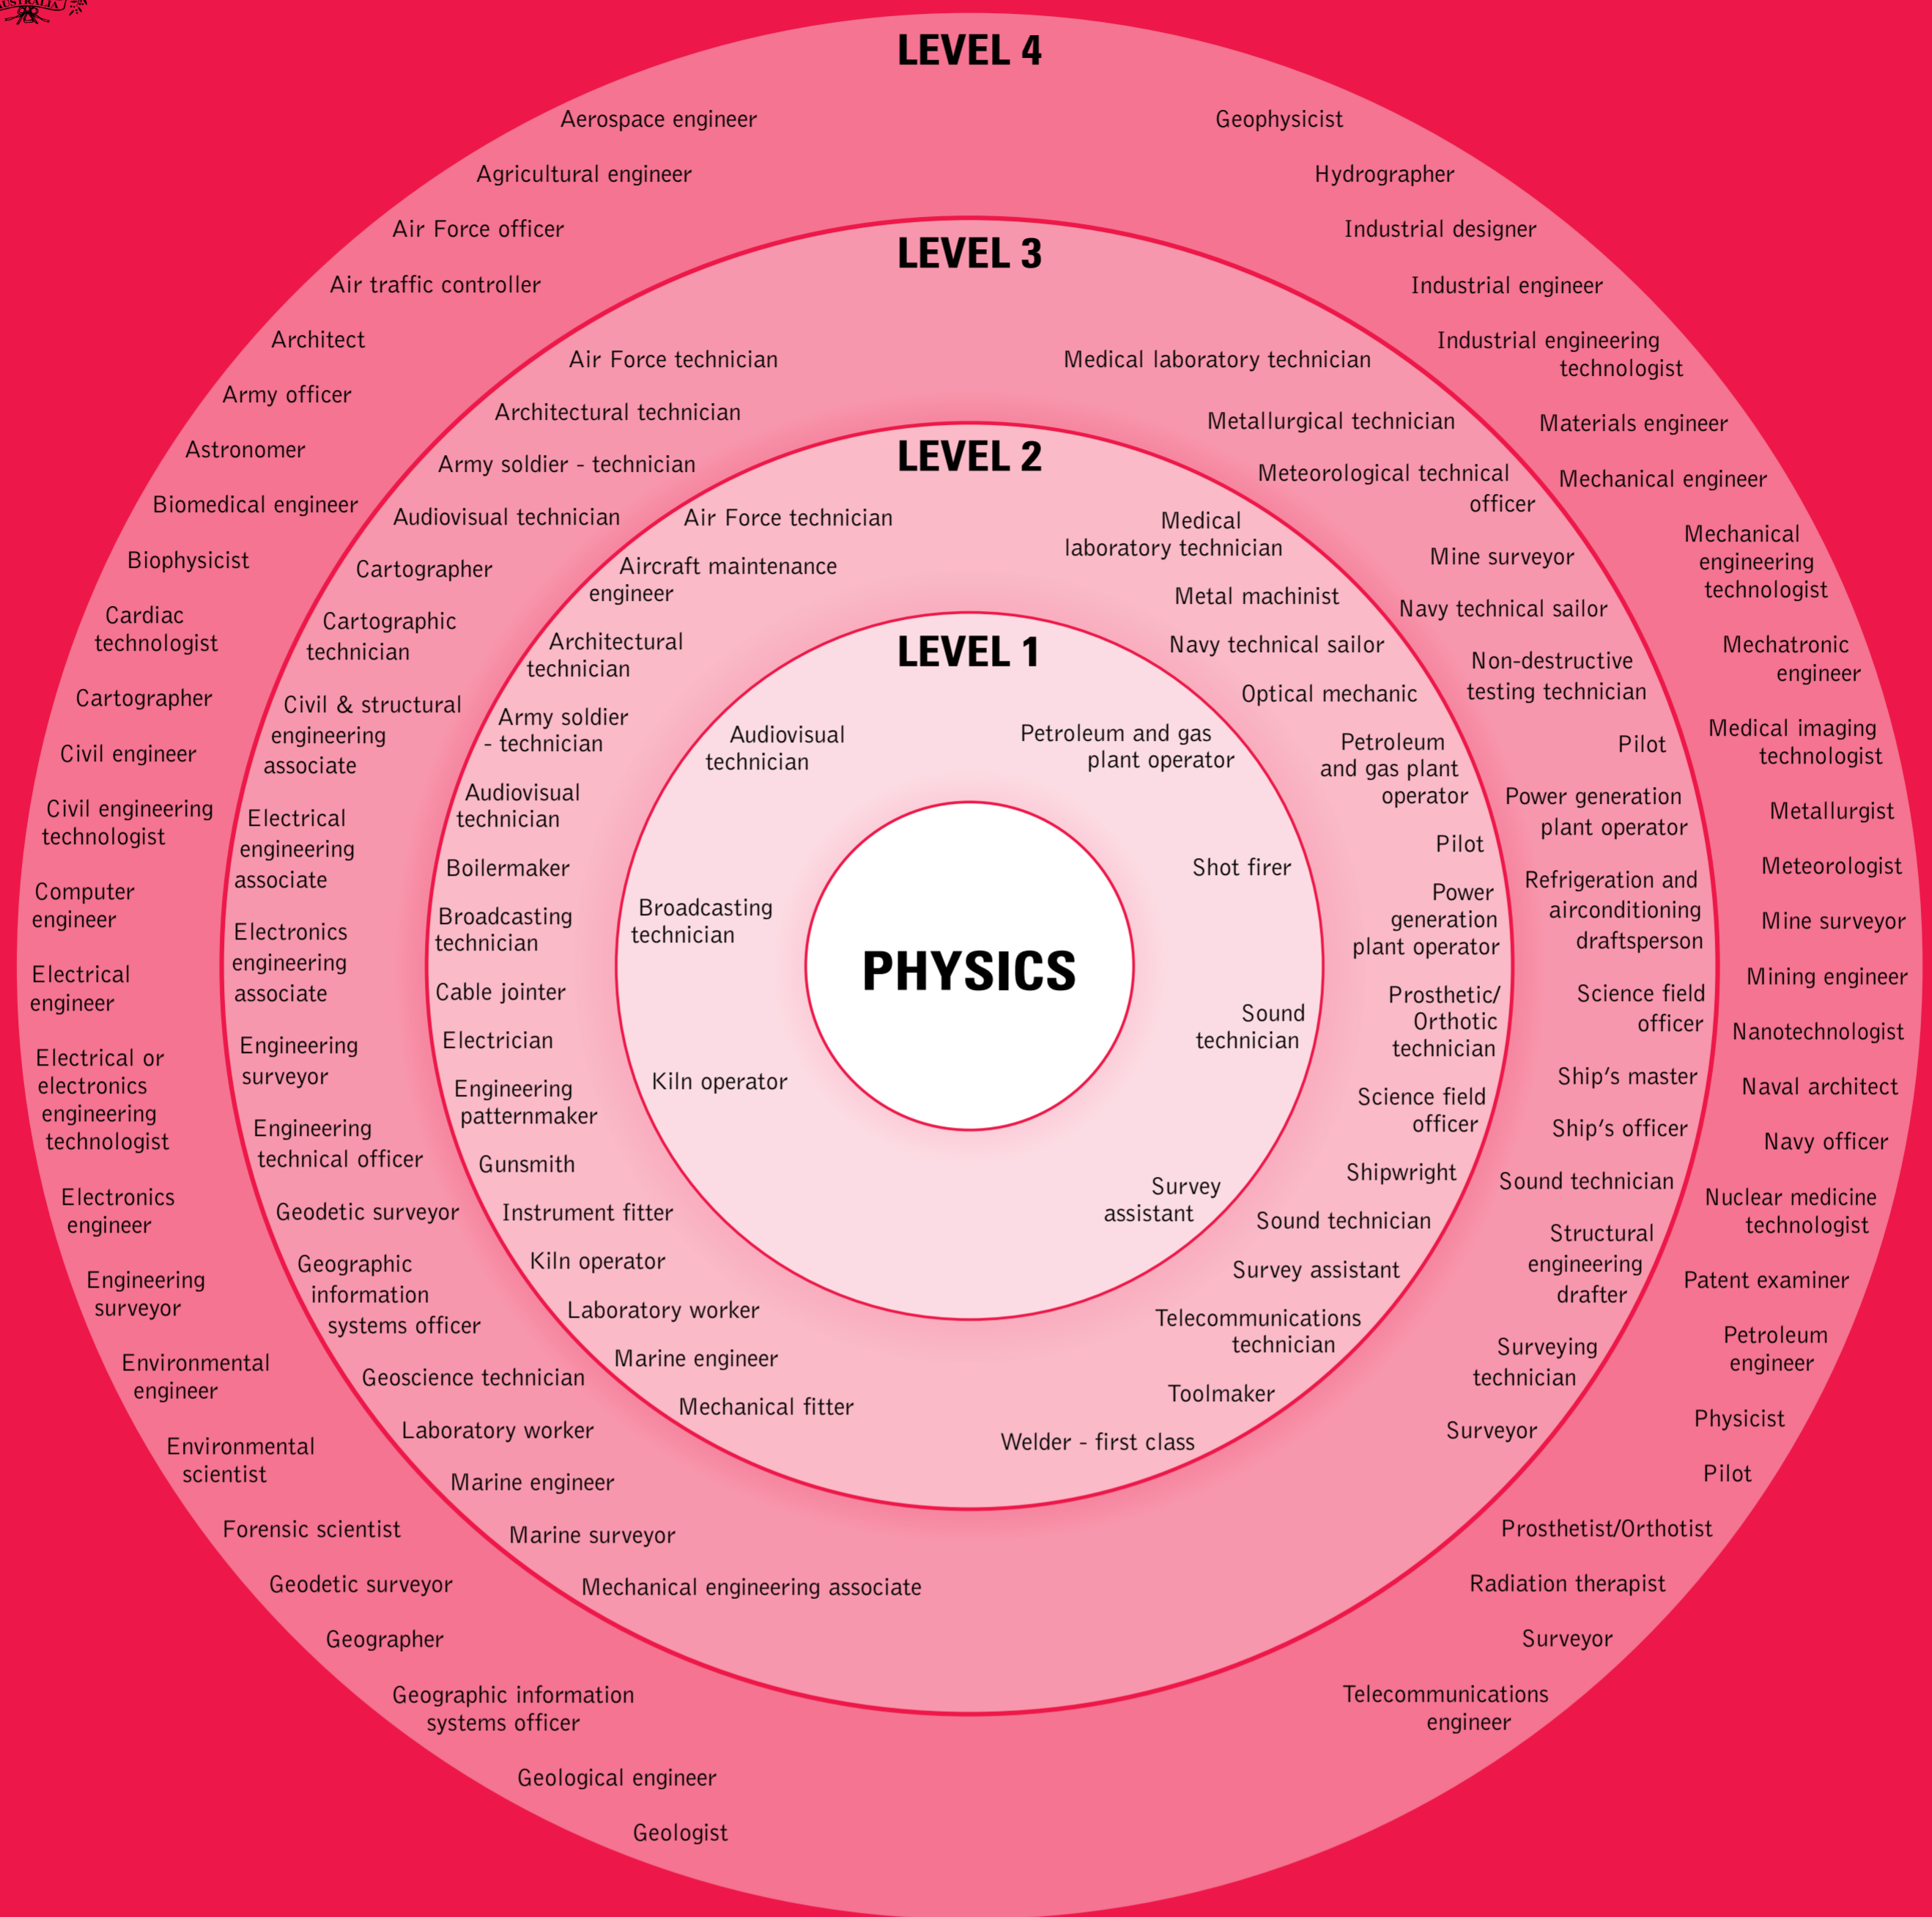 AUSTRALIA
LEVEL 4
Aerospace engineer
Agricultural engineer
Air Force officer
Air traffic controller
Architect
Army officer
Astronomer
Biomedical engineer
Biophysicist
Cardiac
technologist
Cartographer
Civil engineer
Civil engineering
technologist
Computer
engineer
Electrical
engineer
Electrical or
electronics
engineering
technologist
Electronics
engineer
Engineering
surveyor
Environmental
engineer
Environmental
scientist
Forensic scientist
Geodetic surveyor
Geographer
Geographic information
systems officer
Geological engineer
Geologist
Geophysicist
Hydrographer
Industrial designer
Industrial engineer
Industrial engineering
technologist
Materials engineer
Mechanical engineer
Mechanical
engineering
technologist
Mechatronic
engineer
Medical imaging
technologist
Metallurgist
Meteorologist
Mine surveyor
Mining engineer
Nanotechnologist
Naval architect
Navy officer
Nuclear medicine
technologist
Patent examiner
Petroleum
engineer
Physicist
Pilot
Prosthetist/Orthotist
Radiation therapist
Surveyor
Telecommunications
engineer
LEVEL 3
Air Force technician
Architectural technician
Army soldier - technician
Audiovisual technician
Cartographer
Cartographic
technician
Civil & structural
engineering
associate
Electrical
engineering
associate
Electronics
engineering
associate
Engineering
surveyor
Engineering
technical officer
Geodetic surveyor
Geographic
information
systems officer
Geoscience technician
Laboratory worker
Marine engineer
Marine surveyor
Mechanical engineering associate
Medical laboratory technician
Metallurgical technician
Meteorological technical
officer
Mine surveyor
Navy technical sailor
Non-destructive
testing technician
Pilot
Power generation
plant operator
Refrigeration and
airconditioning
draftsperson
Science field
officer
Ship's master
Ship's officer
Sound technician
Structural
engineering
drafter
Surveying
technician
Surveyor
LEVEL 2
Air Force technician
Aircraft maintenance
engineer
Architectural
technician
Army soldier
- technician
Audiovisual
technician
Boilermaker
Broadcasting
technician
Cable jointer
Electrician
Engineering
patternmaker
Gunsmith
Instrument fitter
Kiln operator
Laboratory worker
Marine engineer
Mechanical fitter
Medical
laboratory technician
Metal machinist
Navy technical sailor
Optical mechanic
Petroleum
and gas plant
operator
Pilot
Power
generation
plant operator
Prosthetic/
Orthotic
technician
Science field
officer
Shipwright
Sound technician
Survey assistant
Telecommunications
technician
Toolmaker
Welder - first class
LEVEL 1
Audiovisual
technician
Broadcasting
technician
Kiln operator
Petroleum and gas
plant operator
Shot firer
Sound
technician
Survey
assistant
PHYSICS